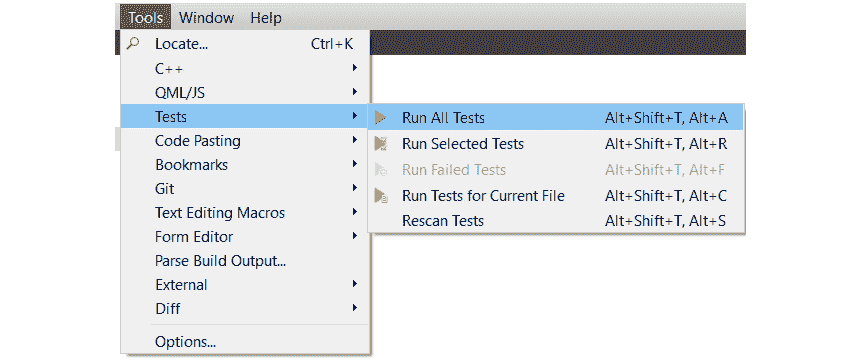 Tools Window Help
Locate... Ctrl+K
C++
QML/JS
Tests
Run All Tests Alt+Shift+T, Alt+A
Code Pasting
Run Selected Tests Alt+Shift+T, Alt+R
Bookmarks
Run Failed Tests Alt+Shift+T, Alt+F
Git
Run Tests for Current File Alt+Shift+T, Alt+C
Text Editing Macros
Rescan Tests Alt+Shift+T, Alt+S
Form Editor
Parse Build Output...
External
Diff
Options...